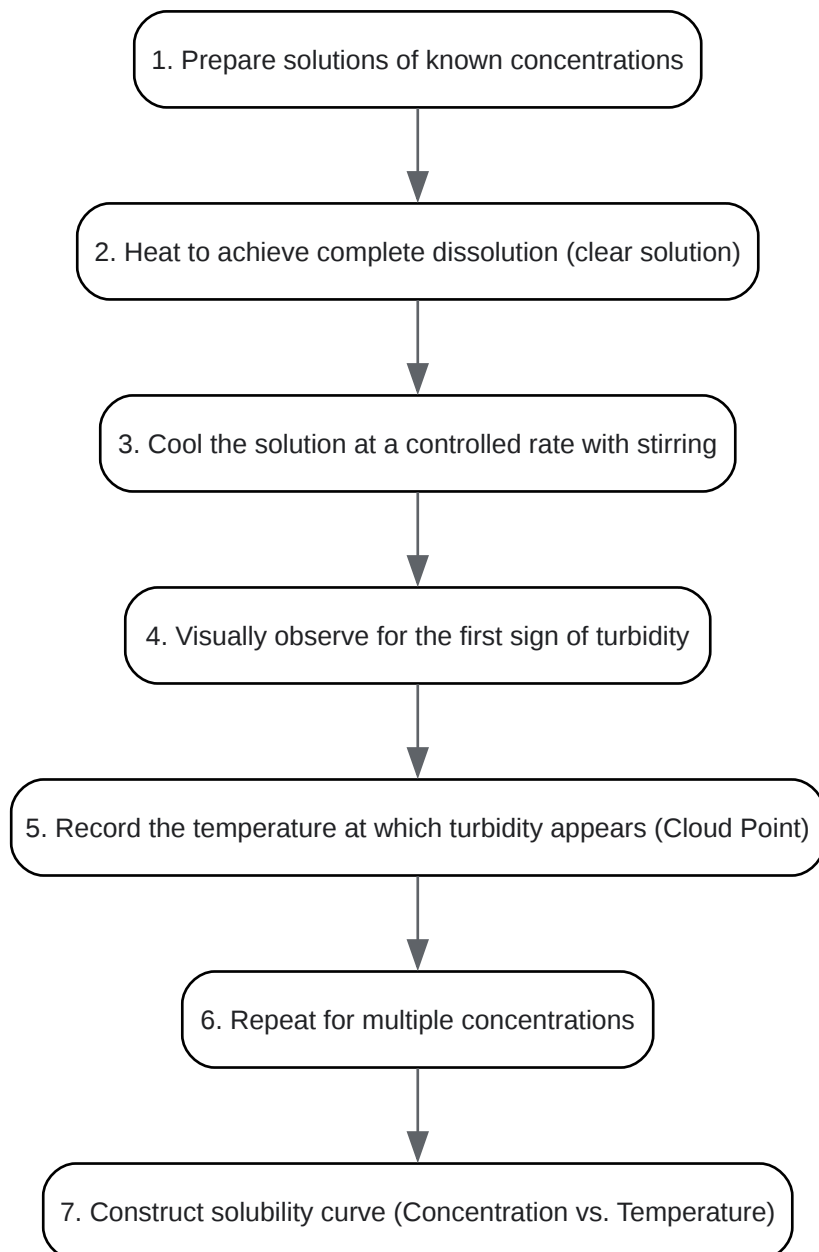 1. Prepare solutions of known concentrations
2. Heat to achieve complete dissolution (clear solution)
3. Cool the solution at a controlled rate with stirring
4. Visually observe for the first sign of turbidity
5. Record the temperature at which turbidity appears (Cloud Point)
6. Repeat for multiple concentrations
7. Construct solubility curve (Concentration vs. Temperature)